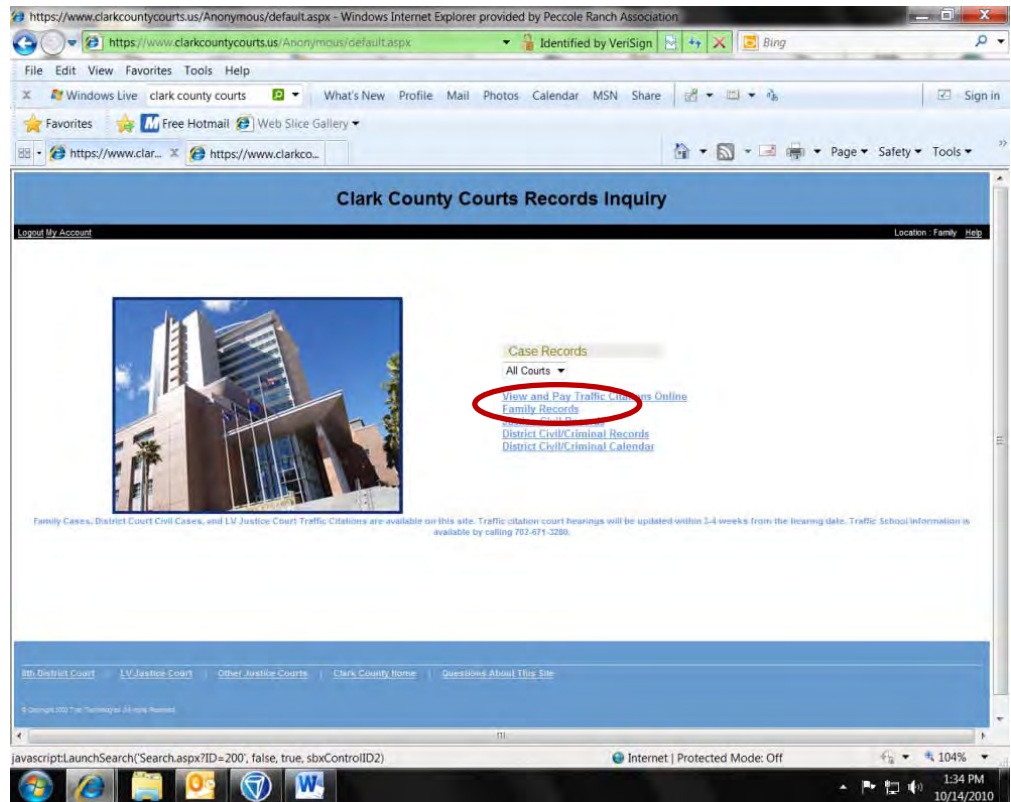 https://www.clarkcountycourts.us/Anonymous/default.aspx - Windows Internet Explorer provided by Peccole Ranch Association
https://www.clarkcountycourts.us/Anonymous/default.aspx Identified by VeriSign Bing
File Edit View Favorites Tools Help
x Windows Live clark county courts What's New Profile Mail Photos Calendar MSN Share Sign in
Favorites Free Hotmail Web Slice Gallery
https://www.clar... x https://www.clarkco... Page Safety Tools
Clark County Courts Records Inquiry
Logout My Account Location : Family Help
Case Records
All Courts
View and Pay Traffic Citations Online
Family Records
Justice Civil Records
District Civil/Criminal Records
District Civil/Criminal Calendar
Family Cases, District Court Civil Cases, and LV Justice Court Traffic Citations are available on this site. Traffic citation court hearings will be updated within 3-4 weeks from the hearing date. Traffic School information is
available by calling 702-671-3280.
8th District Court | LV Justice Court | Other Justice Courts | Clark County Home | Questions About This Site
javascript:LaunchSearch('Search.aspx?ID=200', false, true, sbxControlID2) Internet | Protected Mode: Off 104%
W
1:34 PM
10/14/2010